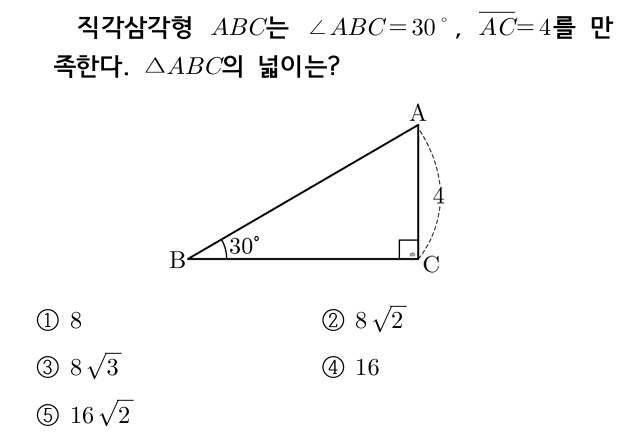 직각삼각형 ABC는 ∠ABC=30°, \overline{AC}=4를 만
족한다. △ABC의 넓이는?
A
4
B 30° C
① 8 ② 8√2
③ 8√3 ④ 16
⑤ 16√2